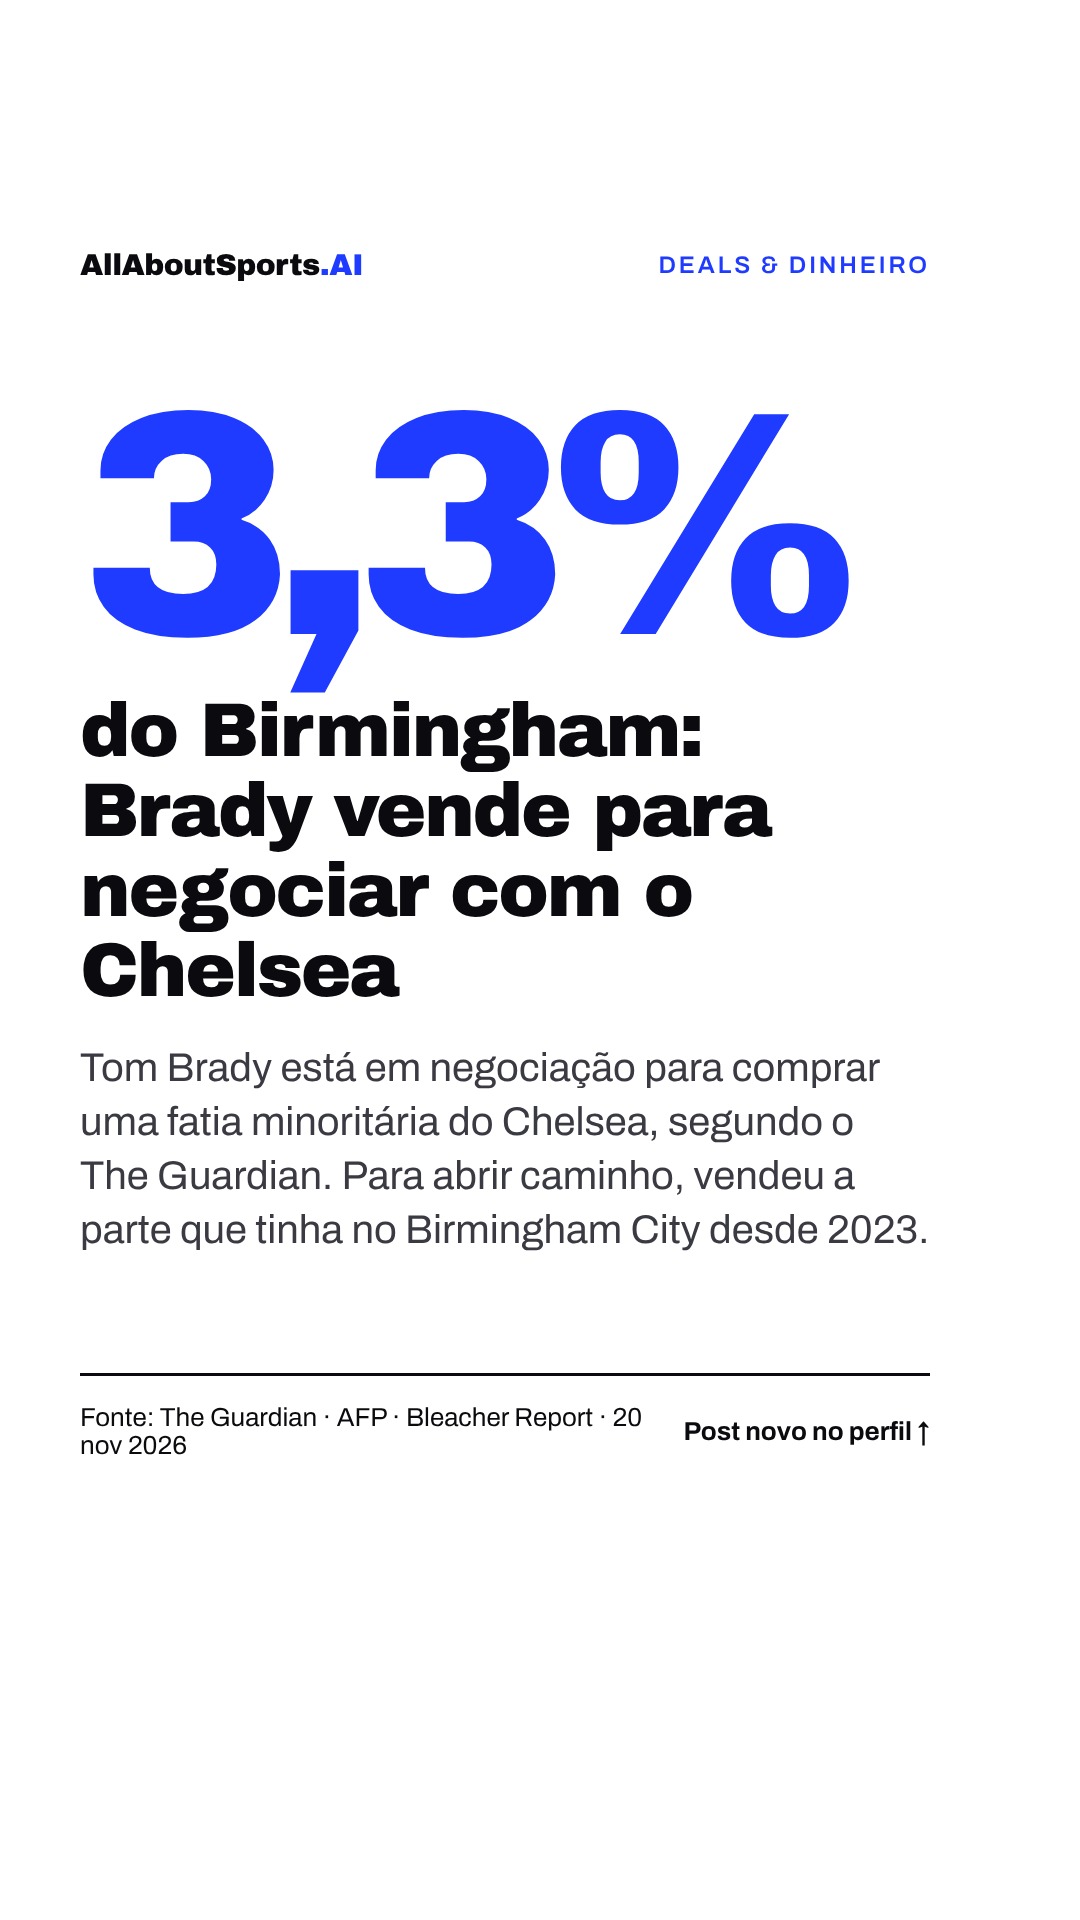 AllAboutSports.AI
DEALS & DINHEIRO
3,3%
do Birmingham:
Brady vende para
negociar com o
Chelsea
Tom Brady está em negociação para comprar
uma fatia minoritária do Chelsea, segundo o
The Guardian. Para abrir caminho, vendeu a
parte que tinha no Birmingham City desde 2023.
Fonte: The Guardian · AFP · Bleacher Report · 20
nov 2026
Post novo no perfil ↑